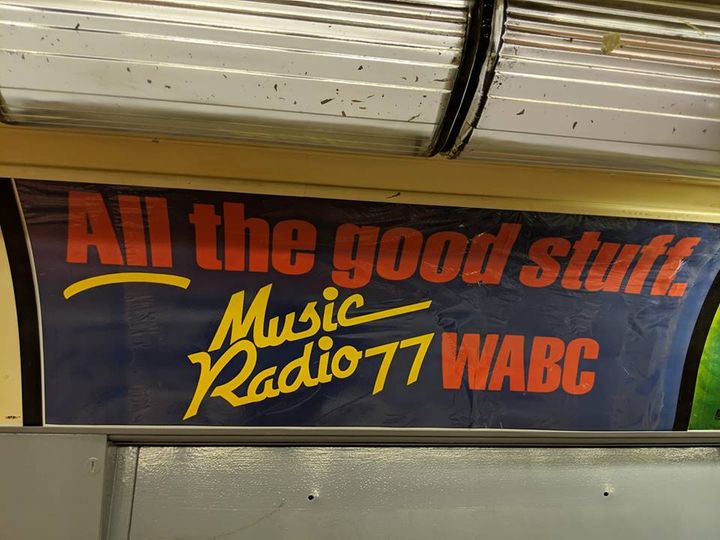 All the good stuff.
Music
Radio 77 WABC